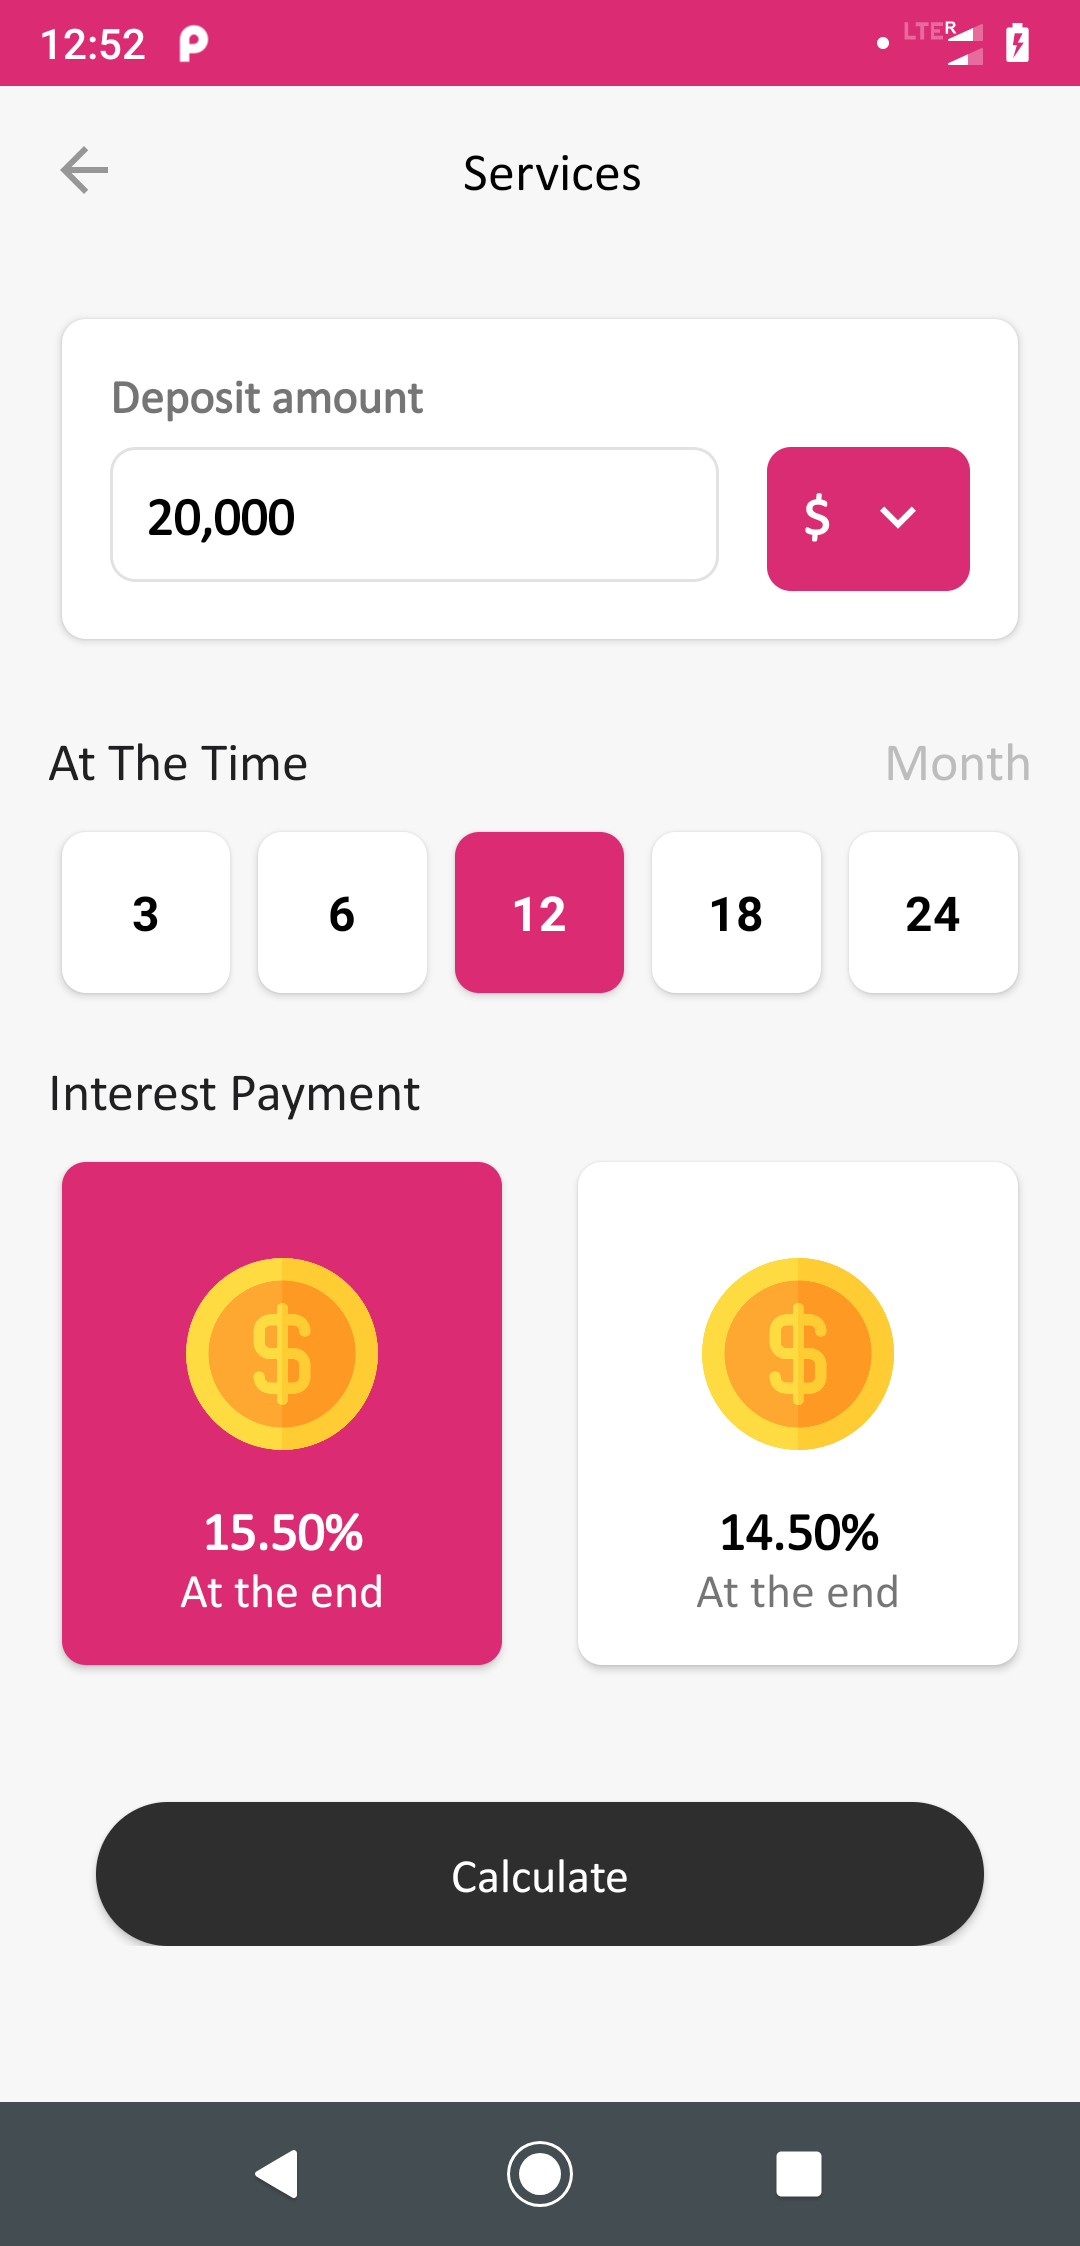 12:52
LTE R
Services
Deposit amount
20,000
$
At The Time
Month
3
6
12
18
24
Interest Payment
15.50%
At the end
14.50%
At the end
Calculate